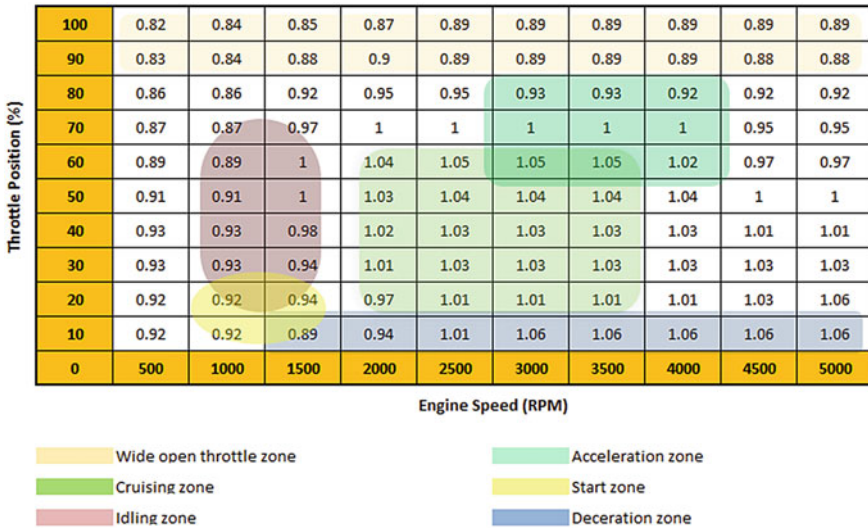 Throttle Position (%)
100 0.82 0.84 0.85 0.87 0.89 0.89 0.89 0.89 0.89 0.89
90 0.83 0.84 0.88 0.9 0.89 0.89 0.89 0.89 0.88 0.88
80 0.86 0.86 0.92 0.95 0.95 0.93 0.93 0.92 0.92 0.92
70 0.87 0.87 0.97 1 1 1 1 1 0.95 0.95
60 0.89 0.89 1 1.04 1.05 1.05 1.05 1.02 0.97 0.97
50 0.91 0.91 1 1.03 1.04 1.04 1.04 1.04 1 1
40 0.93 0.93 0.98 1.02 1.03 1.03 1.03 1.03 1.01 1.01
30 0.93 0.93 0.94 1.01 1.03 1.03 1.03 1.03 1.03 1.03
20 0.92 0.92 0.94 0.97 1.01 1.01 1.01 1.01 1.03 1.06
10 0.92 0.92 0.89 0.94 1.01 1.06 1.06 1.06 1.06 1.06
0 500 1000 1500 2000 2500 3000 3500 4000 4500 5000
Engine Speed (RPM)
Wide open throttle zone
Acceleration zone
Cruising zone
Start zone
Idling zone
Deceration zone